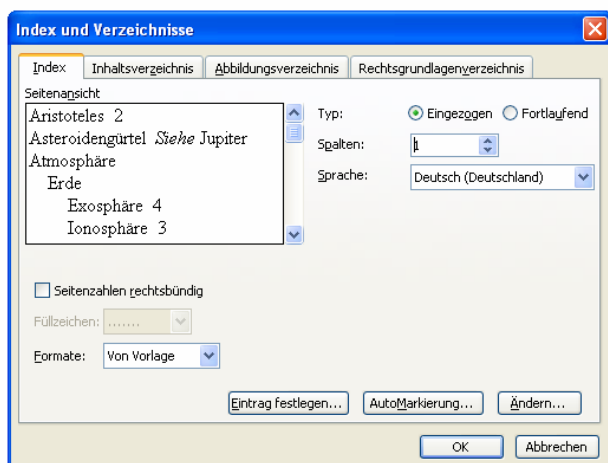 Index und Verzeichnisse
Index Inhaltsverzeichnis Abbildungsverzeichnis Rechtsgrundlagenverzeichnis
Seitenansicht
Aristoteles 2
Asteroidengürtel Siehe Jupiter
Atmosphäre
Erde
Exosphäre 4
Ionosphäre 3
Typ: Eingezogen Fortlaufend
Spalten: 1
Sprache: Deutsch (Deutschland)
Seitenzahlen rechtsbündig
Füllzeichen: .......
Formate: Von Vorlage
Eintrag festlegen... AutoMarkierung... Ändern...
OK Abbrechen